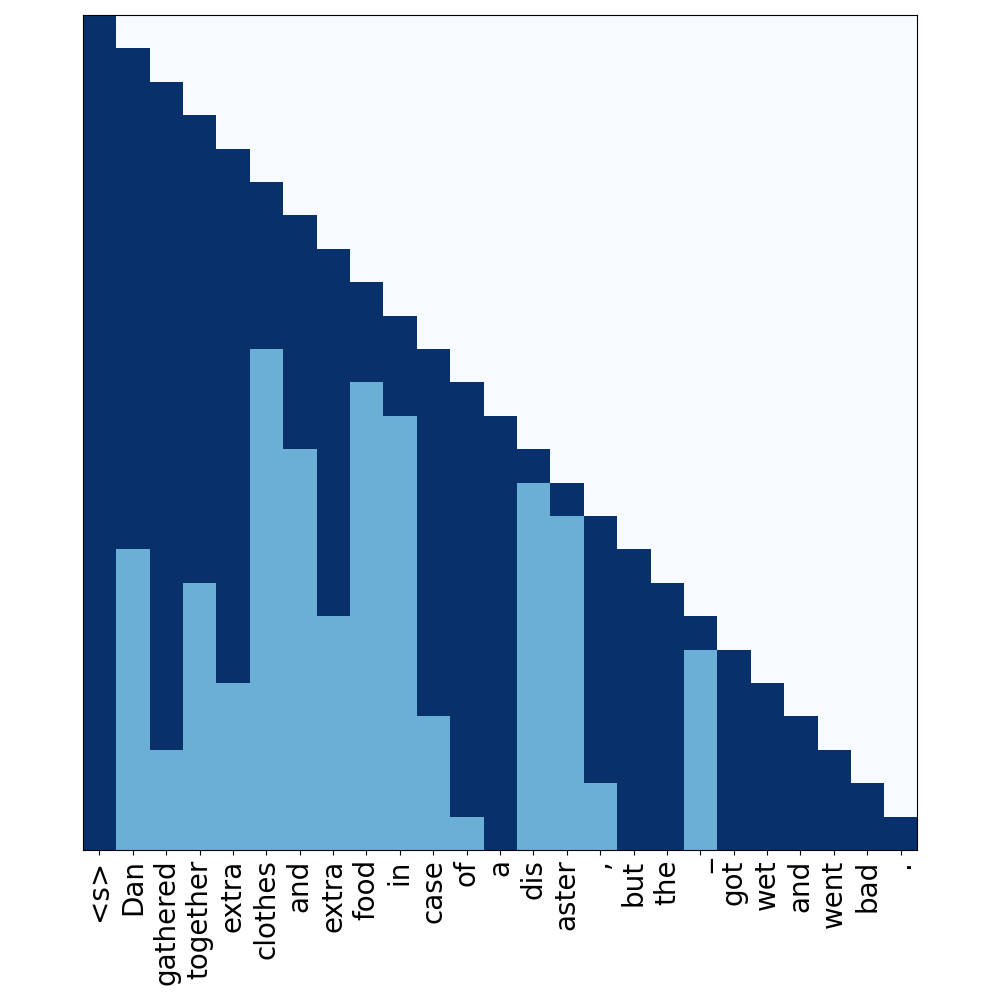 <s> Dan gathered together extra clothes and extra food in case of a dis aster , but the _ got wet and went bad .